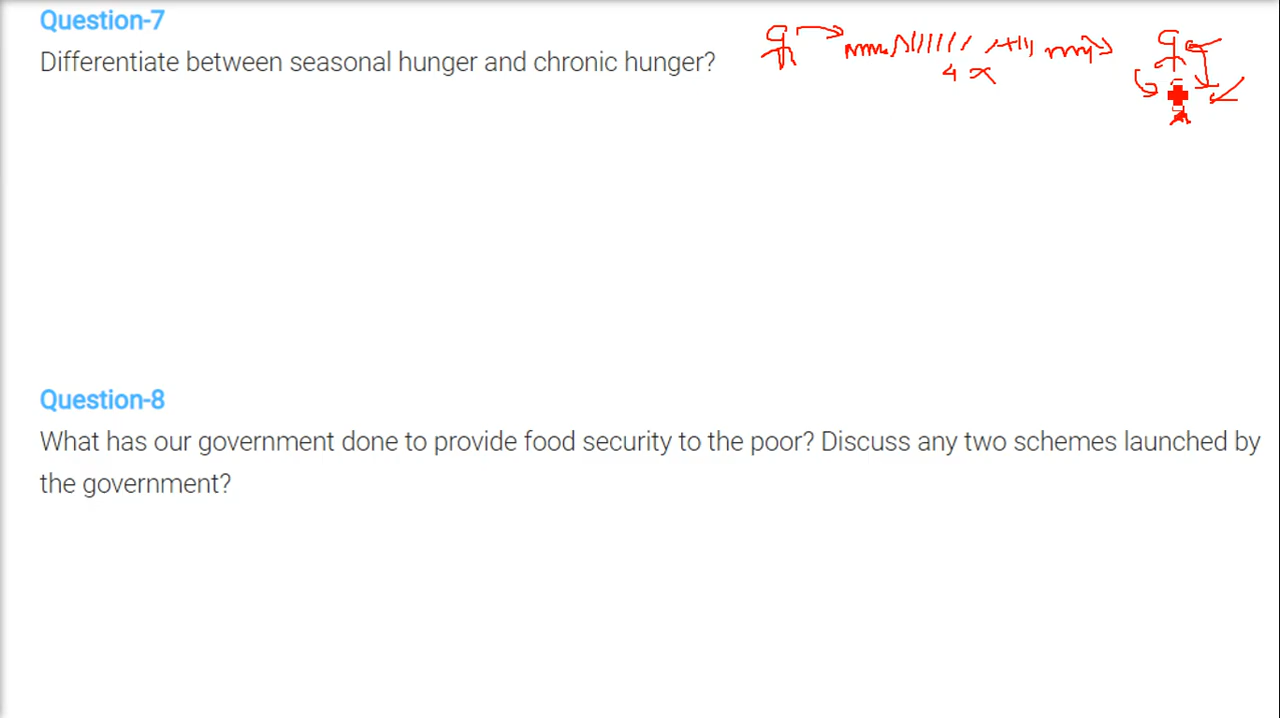 Question-7
Differentiate between seasonal hunger and chronic hunger?
4 x
Question-8
What has our government done to provide food security to the poor? Discuss any two schemes launched by
the government?